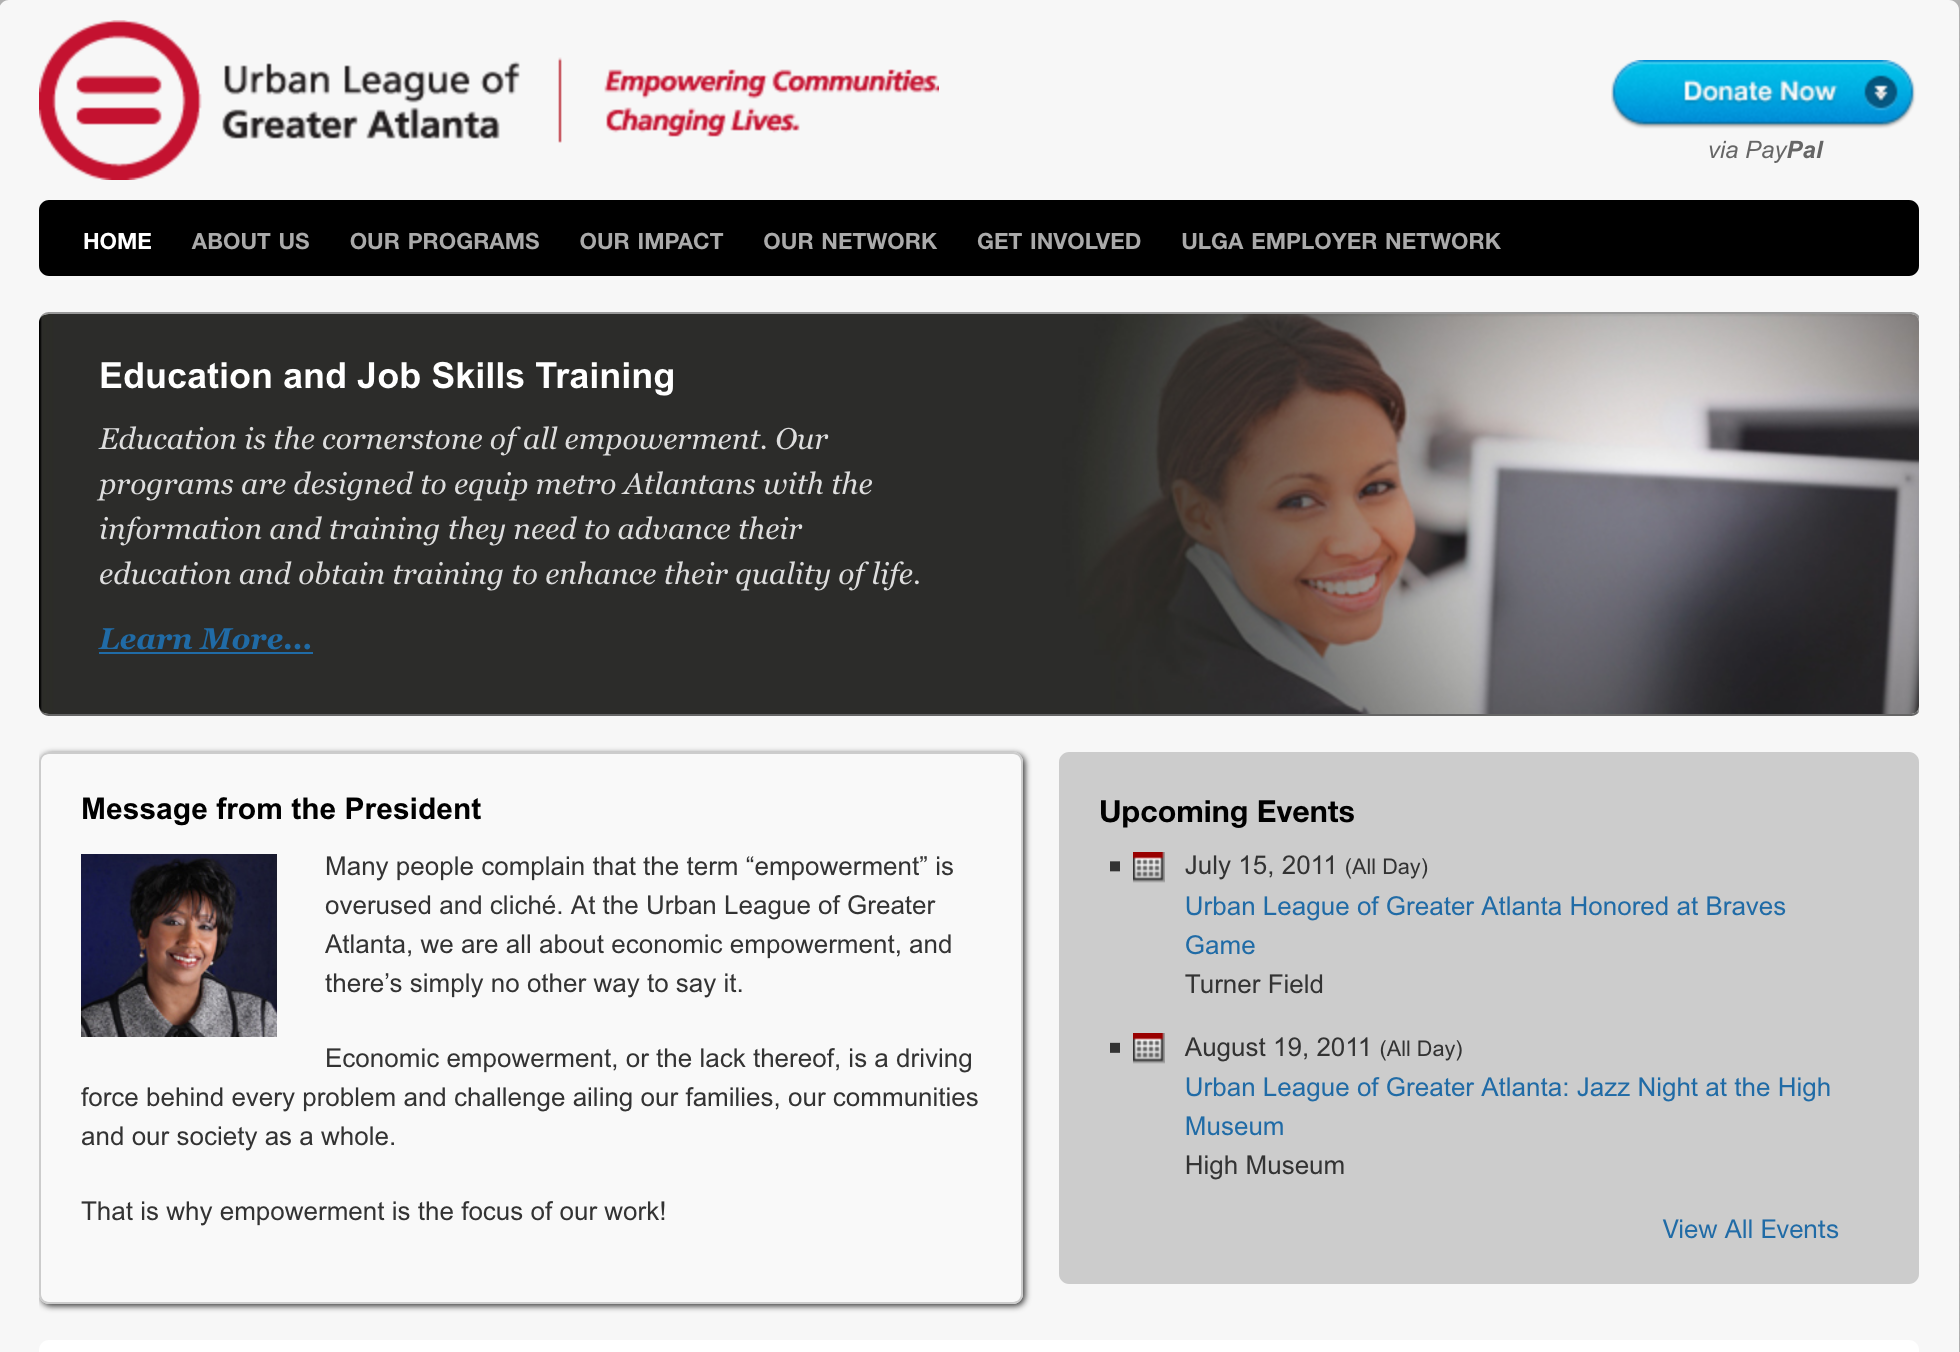 Urban League of
Greater Atlanta
Empowering Communities.
Changing Lives.
Donate Now
via PayPal
HOME ABOUT US OUR PROGRAMS OUR IMPACT OUR NETWORK GET INVOLVED ULGA EMPLOYER NETWORK
Education and Job Skills Training
Education is the cornerstone of all empowerment. Our
programs are designed to equip metro Atlantans with the
information and training they need to advance their
education and obtain training to enhance their quality of life.
Learn More...
Message from the President
Many people complain that the term “empowerment” is
overused and cliché. At the Urban League of Greater
Atlanta, we are all about economic empowerment, and
there’s simply no other way to say it.
Economic empowerment, or the lack thereof, is a driving
force behind every problem and challenge ailing our families, our communities
and our society as a whole.
That is why empowerment is the focus of our work!
Upcoming Events
July 15, 2011 (All Day)
Urban League of Greater Atlanta Honored at Braves
Game
Turner Field
August 19, 2011 (All Day)
Urban League of Greater Atlanta: Jazz Night at the High
Museum
High Museum
View All Events